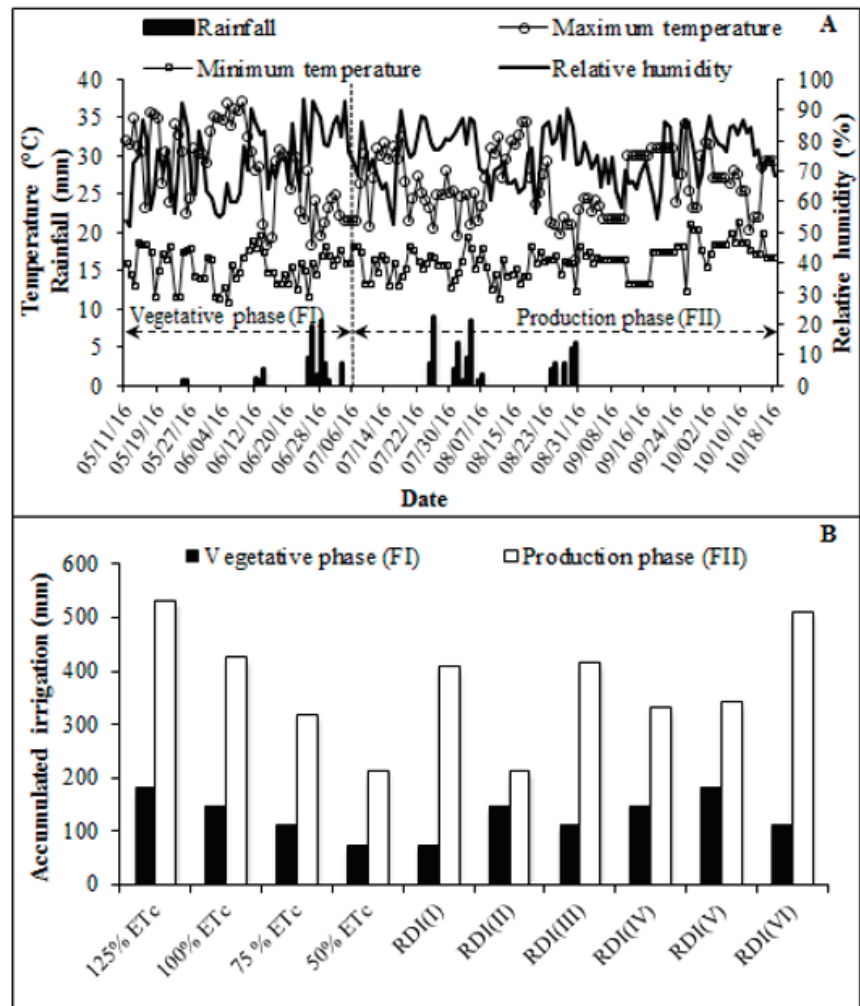 A
Rainfall
Maximum temperature
Minimum temperature
Relative humidity
Temperature (°C)
Rainfall (mm)
40
35
30
25
20
15
10
5
0
100
90
80
70
60
50
40
30
20
10
0
Relative humidity (%)
Vegetative phase (FI)
Production phase (FII)
05/11/16
05/19/16
05/27/16
06/04/16
06/12/16
06/20/16
06/28/16
07/06/16
07/14/16
07/22/16
07/30/16
08/07/16
08/15/16
08/23/16
08/31/16
09/08/16
09/16/16
09/24/16
10/02/16
10/10/16
10/18/16
Date
B
Vegetative phase (FI)
Production phase (FII)
Accumulated irrigation (mm)
600
500
400
300
200
100
0
125% ETc
100% ETc
75 % ETc
50% ETc
RDI(I)
RDI(II)
RDI(III)
RDI(IV)
RDI(V)
RDI(VI)